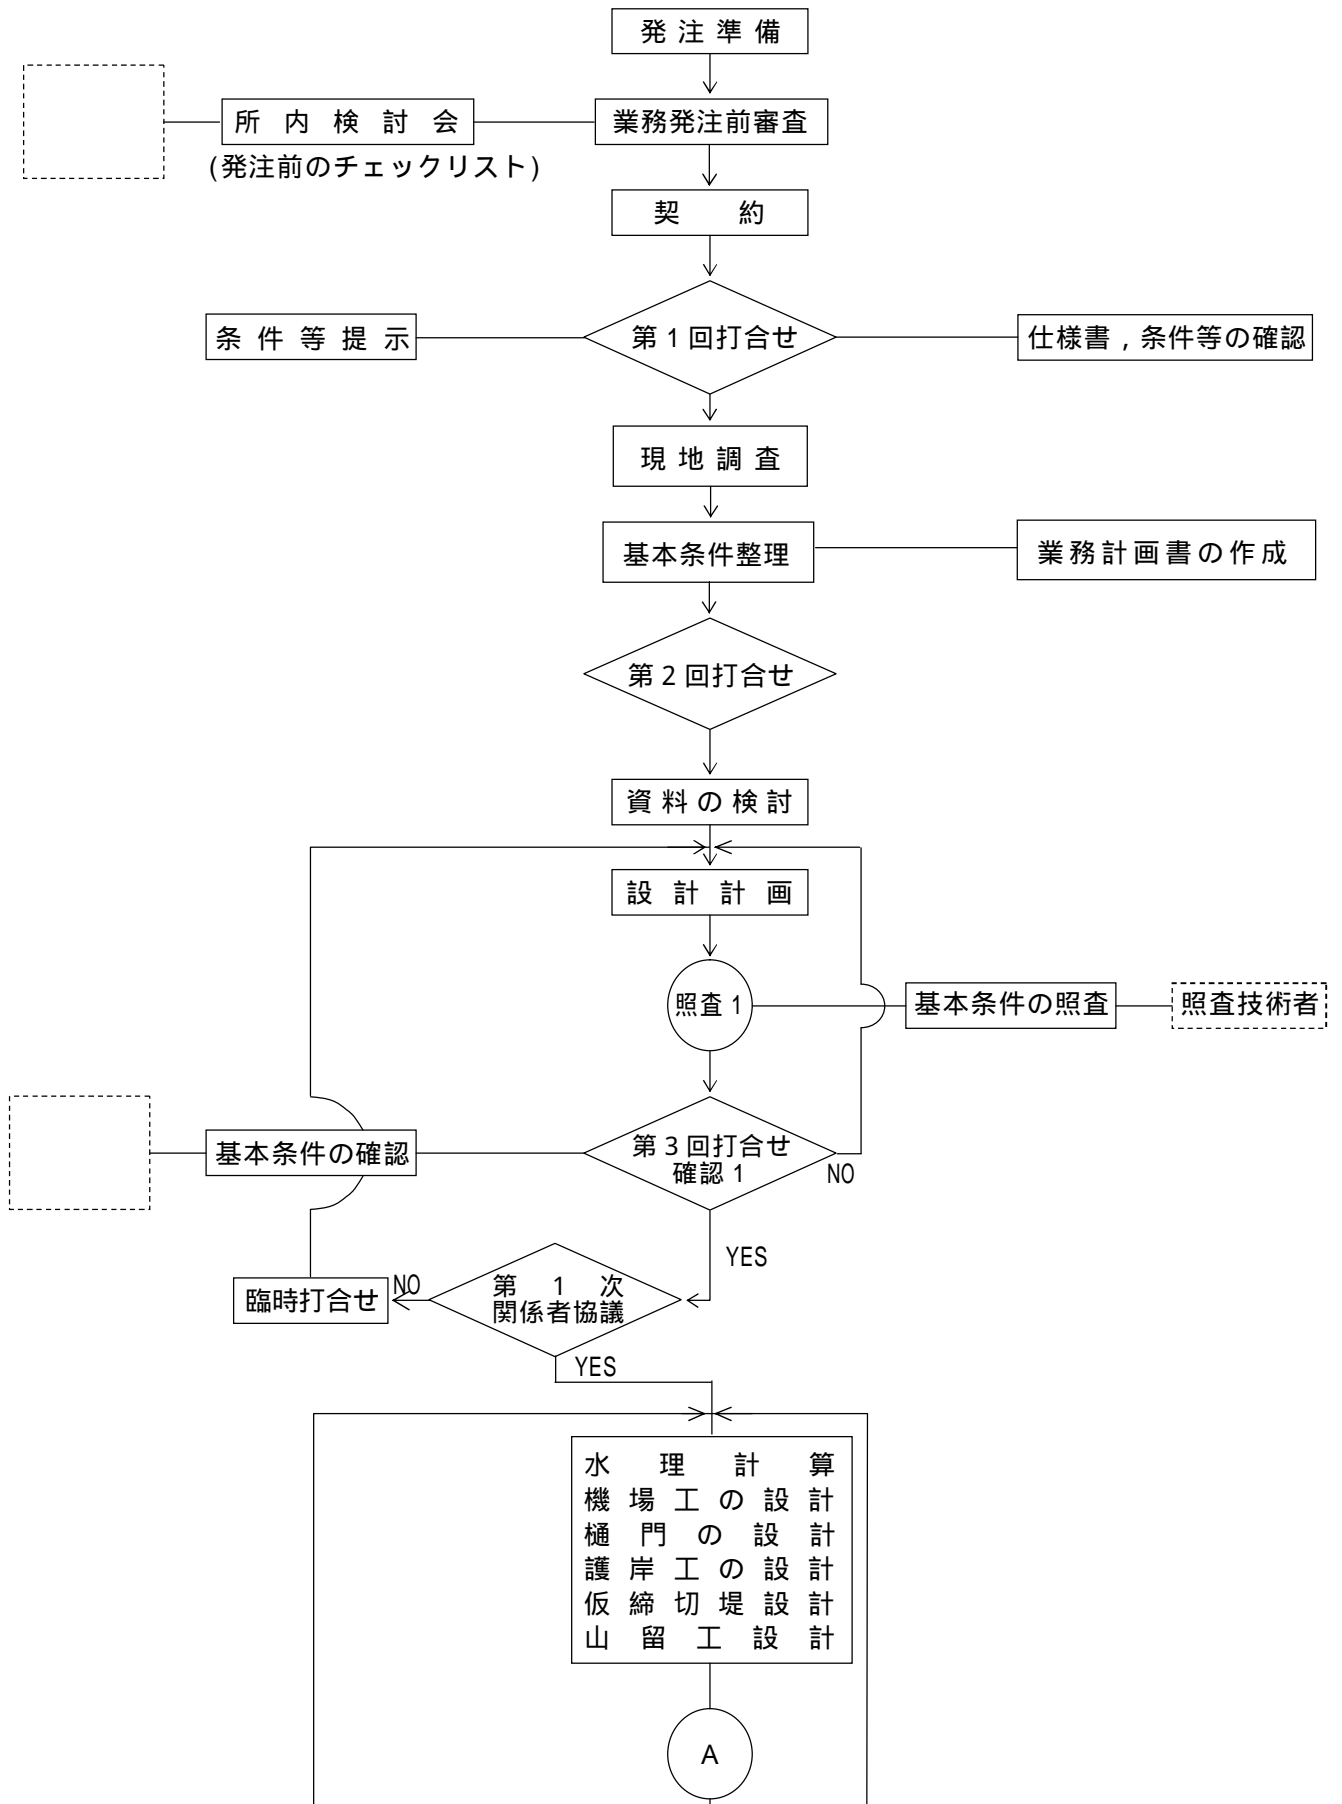 発注準備
所内検討会
業務発注前審査
(発注前のチェックリスト)
契約
条件等提示
第1回打合せ
仕様書,条件等の確認
現地調査
基本条件整理
業務計画書の作成
第2回打合せ
資料の検討
設計計画
照査1
基本条件の照査
照査技術者
基本条件の確認
第3回打合せ
確認1
NO
YES
臨時打合せ
NO
第1次
関係者協議
YES
水理計算
機場工の設計
樋門の設計
護岸工の設計
仮締切堤設計
山留工設計
A